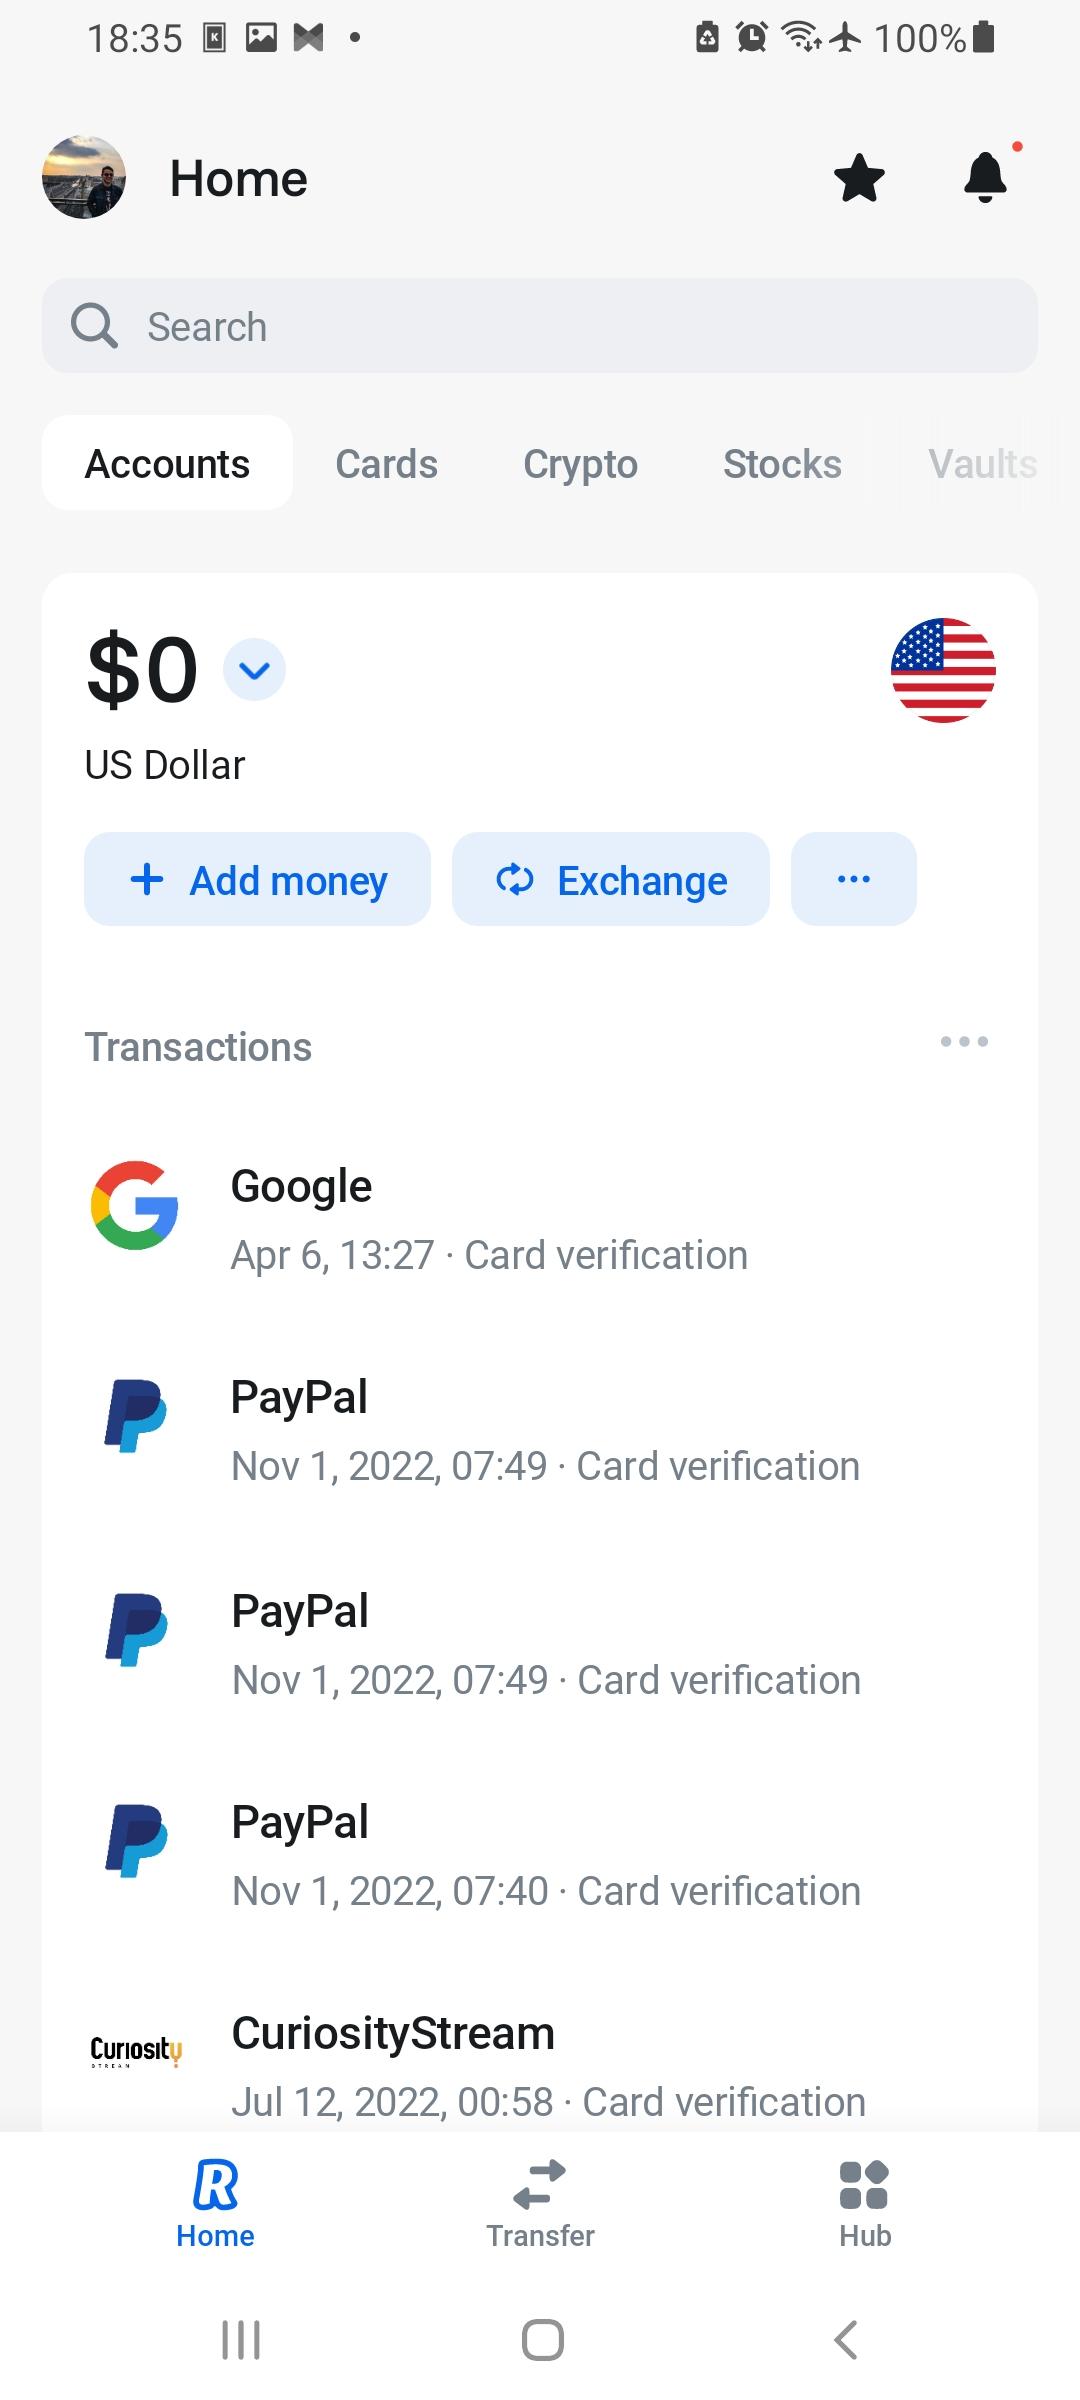 18:35
100%
Home
Search
Accounts Cards Crypto Stocks Vaults
$0
US Dollar
Add money Exchange
Transactions
Google
Apr 6, 13:27 · Card verification
PayPal
Nov 1, 2022, 07:49 · Card verification
PayPal
Nov 1, 2022, 07:49 · Card verification
PayPal
Nov 1, 2022, 07:40 · Card verification
Curiosity
STREAM
CuriosityStream
Jul 12, 2022, 00:58 · Card verification
Home Transfer Hub